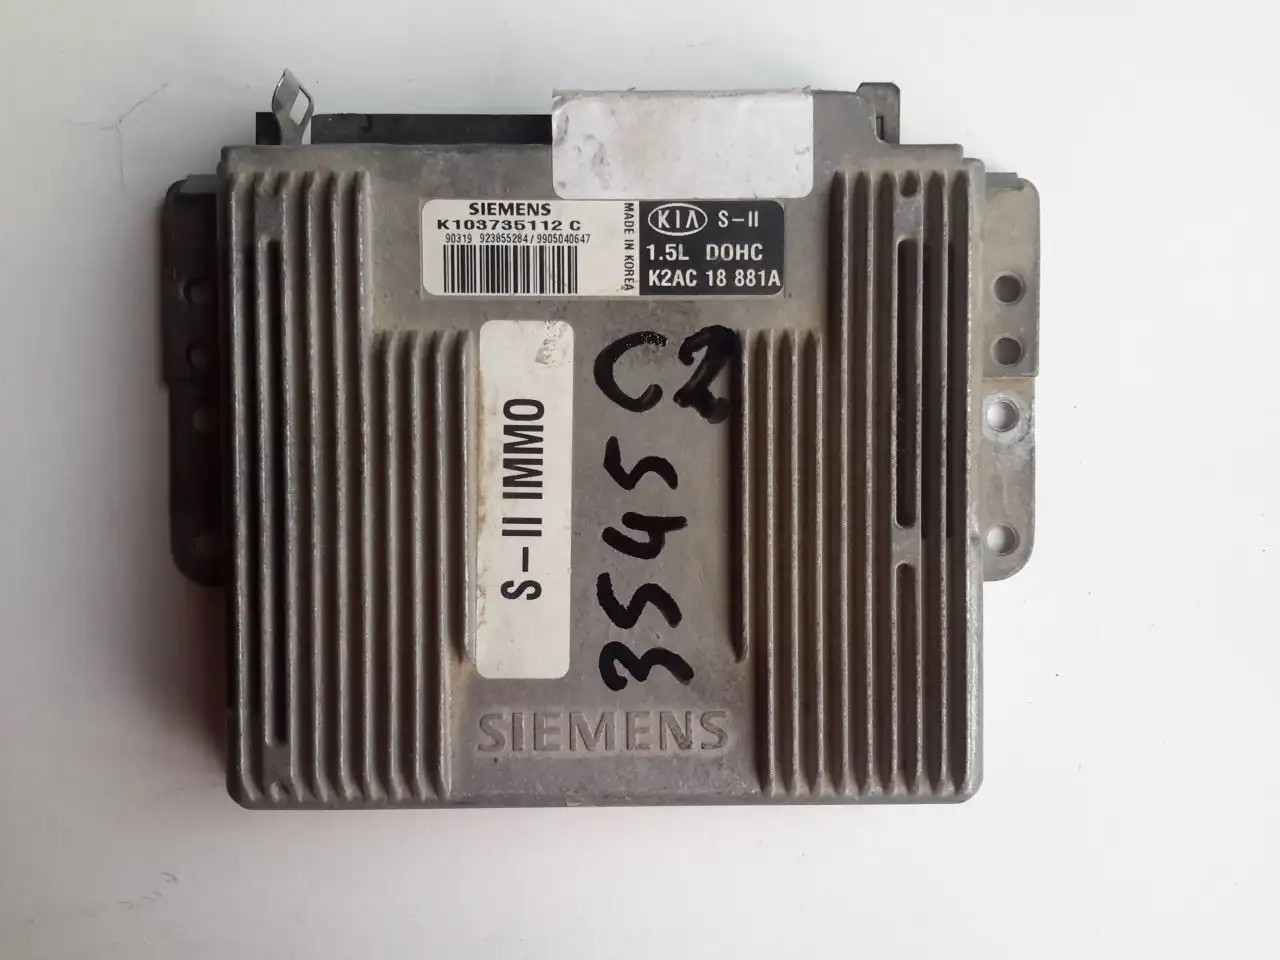 SIEMENS
K103735112 C
90319 923855284/9905040647
MADE IN KOREA
KIA S-II
1.5L DOHC
K2AC 18 881A
S-II IMMO
3545 C2
SIEMENS